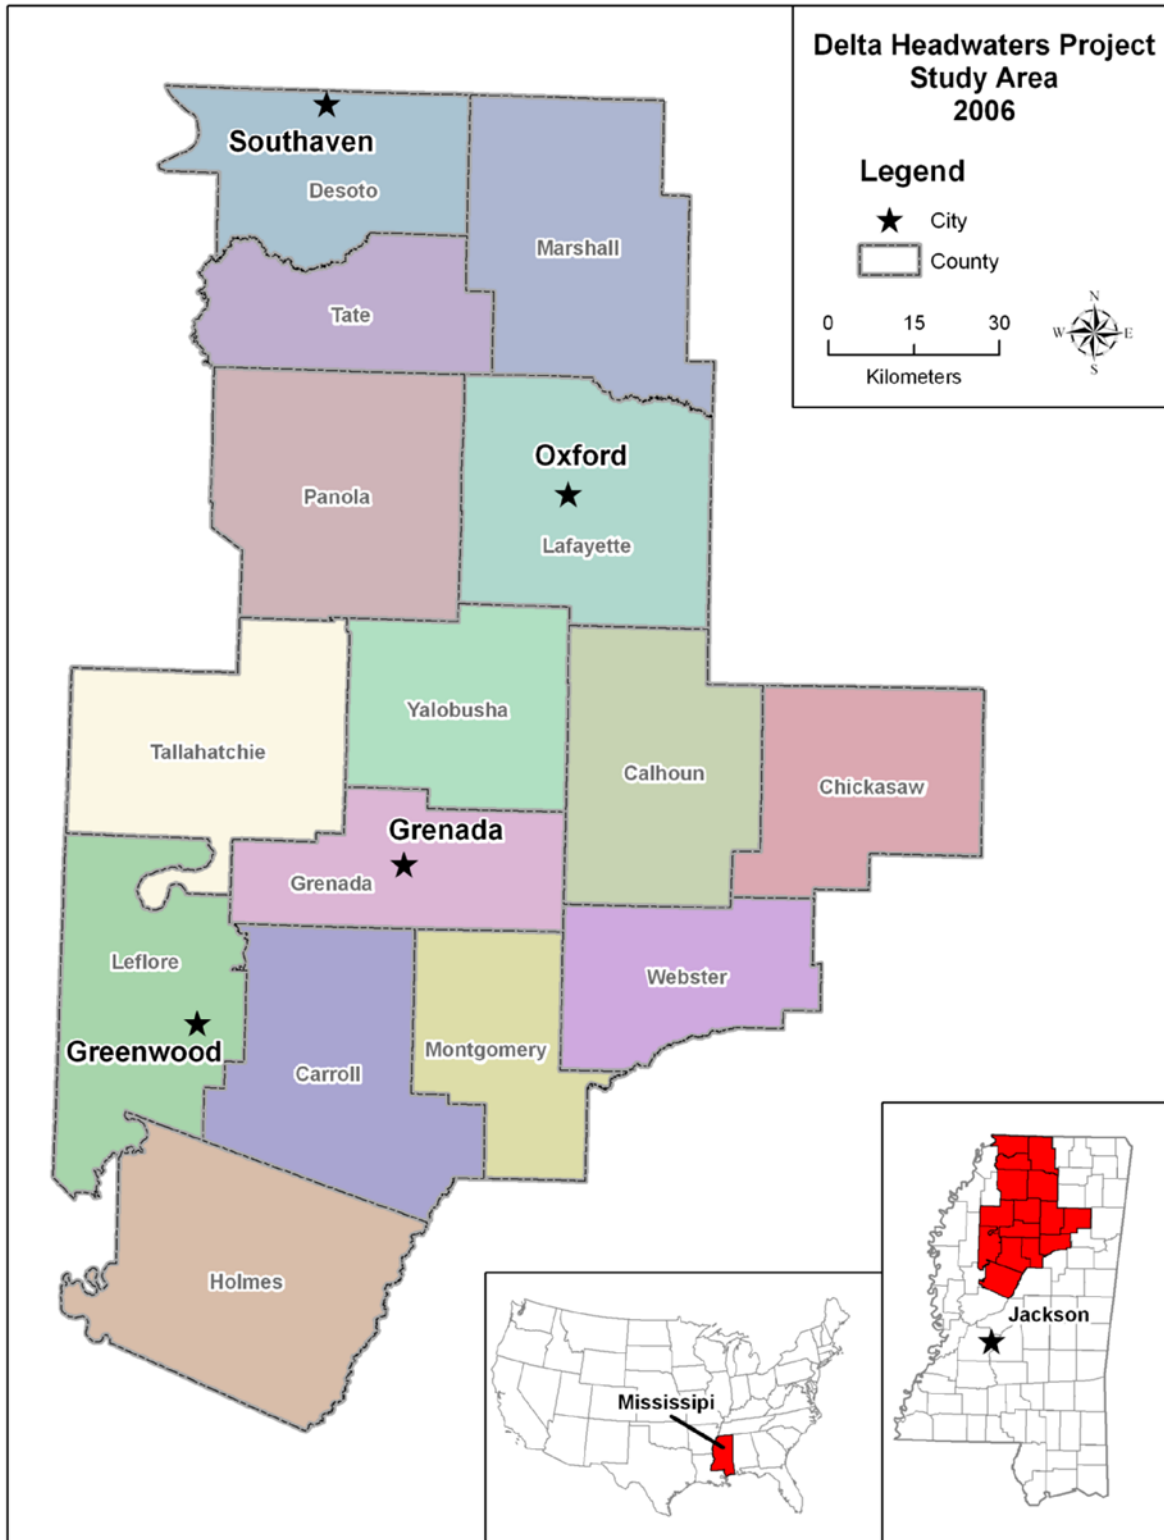 Delta Headwaters Project
Study Area
2006
Legend
City
County
0 15 30
Kilometers
N
W E
S
Southaven
Desoto
Marshall
Tate
Oxford
Panola
Lafayette
Yalobusha
Tallahatchie
Calhoun
Chickasaw
Grenada
Grenada
Leflore
Webster
Greenwood
Montgomery
Carroll
Holmes
Jackson
Mississipi